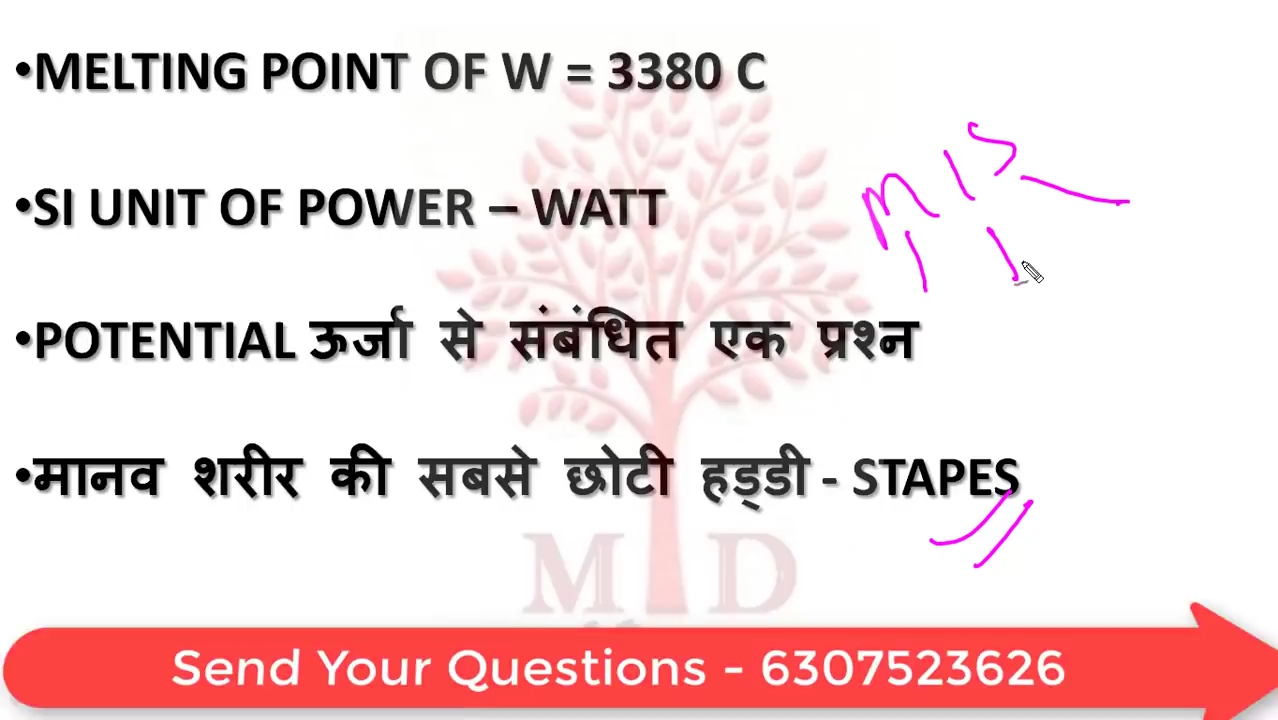 •MELTING POINT OF W = 3380 C
•SI UNIT OF POWER – WATT
•POTENTIAL ऊर्जा से संबंधित एक प्रश्न
•मानव शरीर की सबसे छोटी हड्डी - STAPES
MIS
M D
Send Your Questions - 6307523626